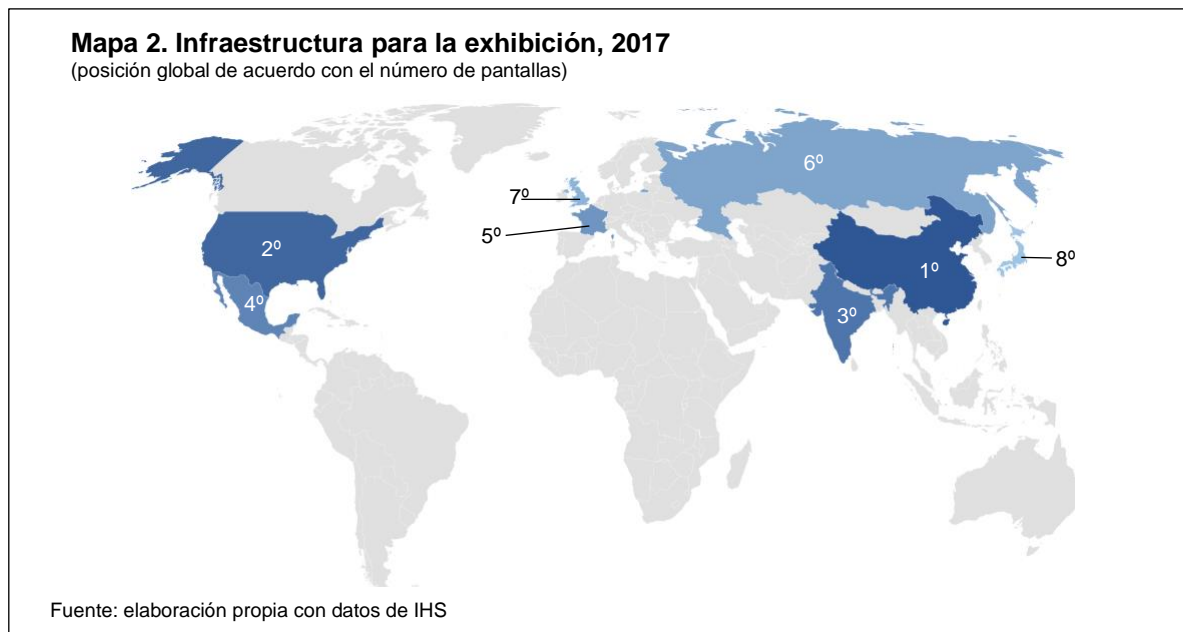 Mapa 2. Infraestructura para la exhibición, 2017
(posición global de acuerdo con el número de pantallas)
6º
7º
5º
2º
1º
8º
4º
3º
Fuente: elaboración propia con datos de IHS